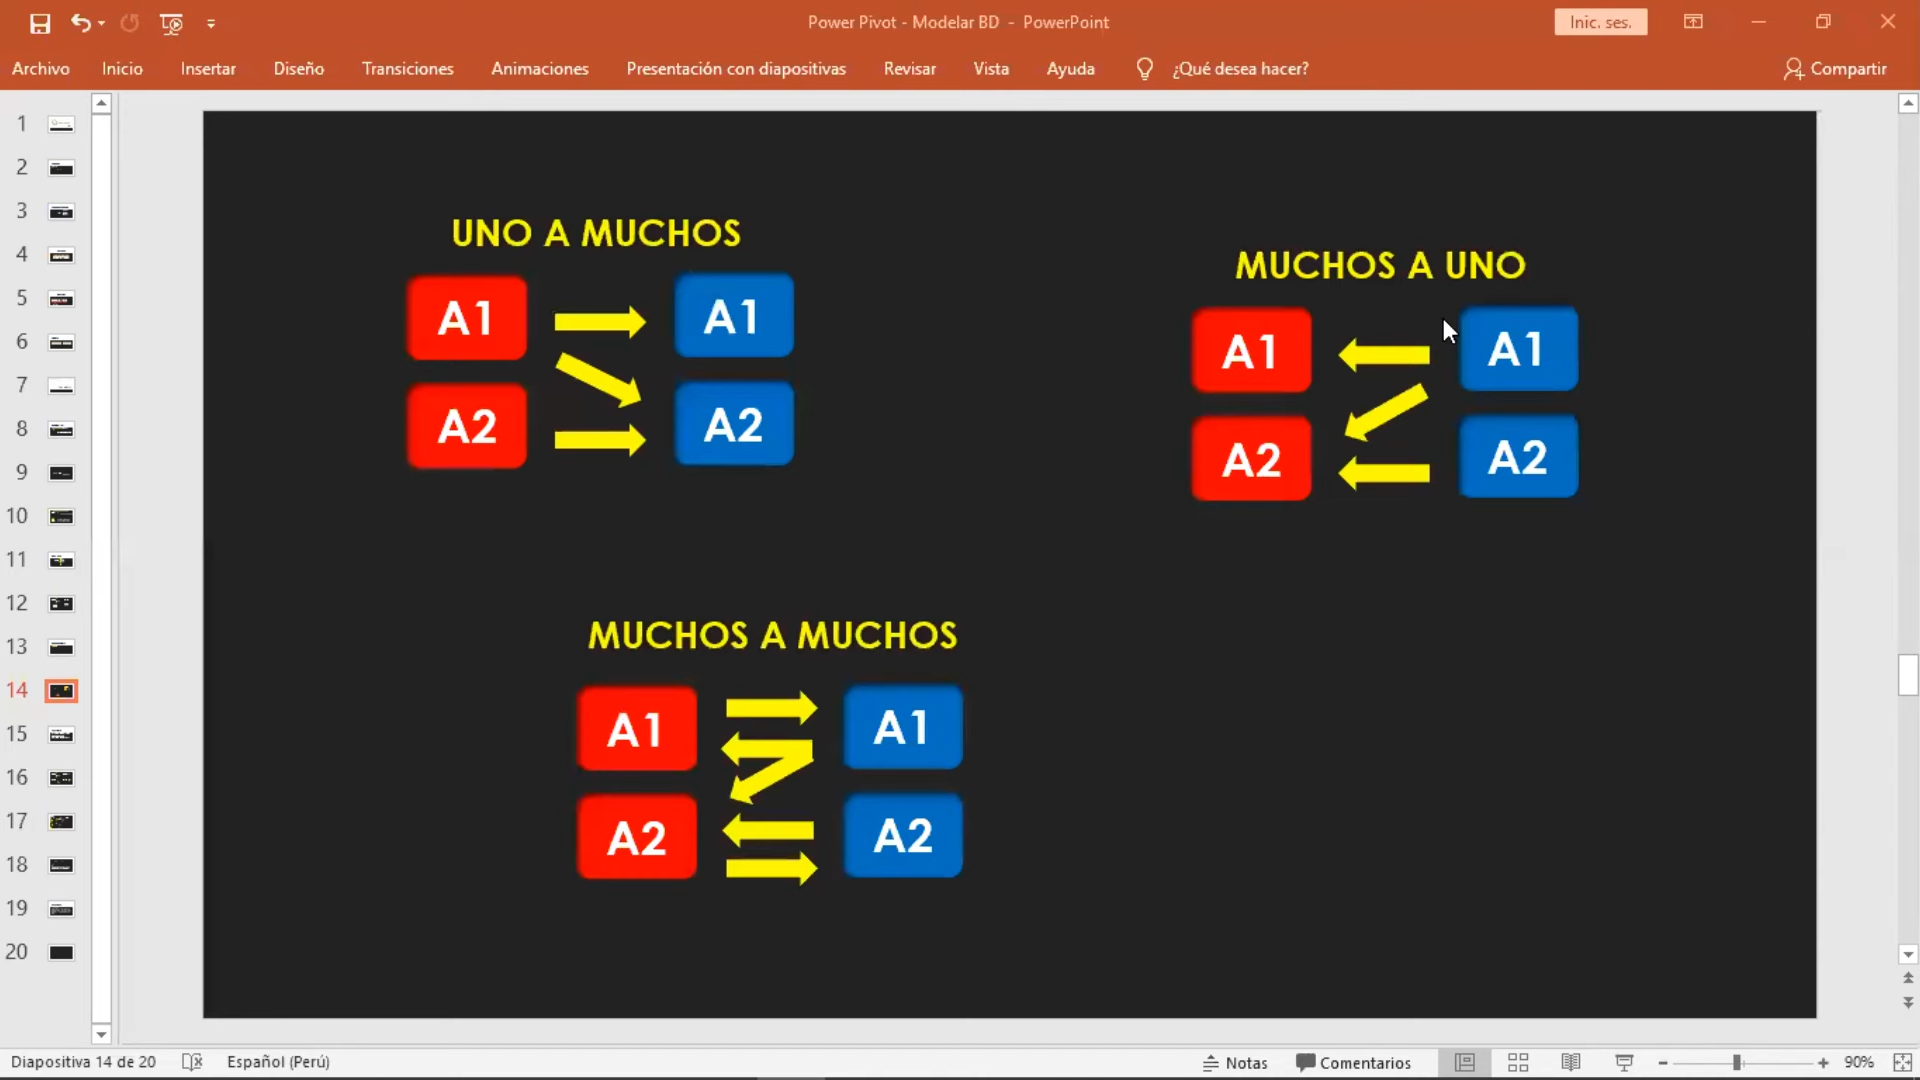 Power Pivot - Modelar BD - PowerPoint
Inic. ses.
Archivo Inicio Insertar Diseño Transiciones Animaciones Presentación con diapositivas Revisar Vista Ayuda ¿Qué desea hacer? Compartir
1
2
3
4
5
6
7
8
9
10
11
12
13
14
15
16
17
18
19
20
UNO A MUCHOS
A1 A1
A2 A2
MUCHOS A UNO
A1 A1
A2 A2
MUCHOS A MUCHOS
A1 A1
A2 A2
Diapositiva 14 de 20 Español (Perú) Notas Comentarios 90%